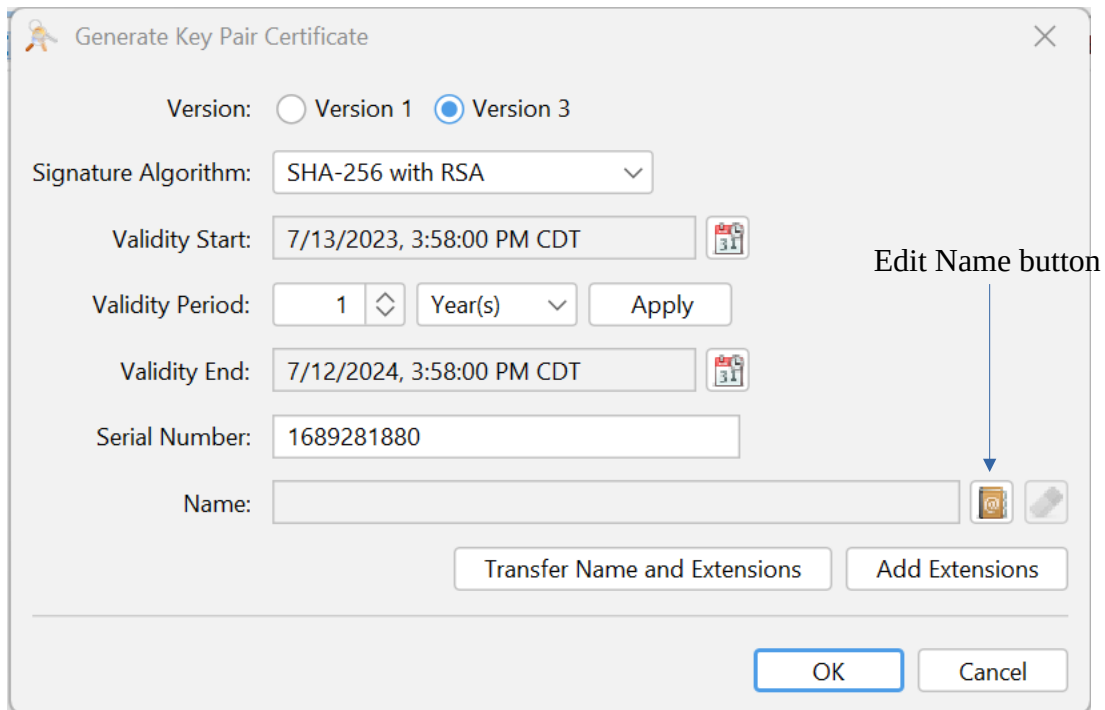 Generate Key Pair Certificate
Version: Version 1 Version 3
Signature Algorithm: SHA-256 with RSA
Validity Start: 7/13/2023, 3:58:00 PM CDT 31
Edit Name button
Validity Period: 1 Year(s) Apply
Validity End: 7/12/2024, 3:58:00 PM CDT 31
Serial Number: 1689281880
Name: @
Transfer Name and Extensions Add Extensions
OK Cancel